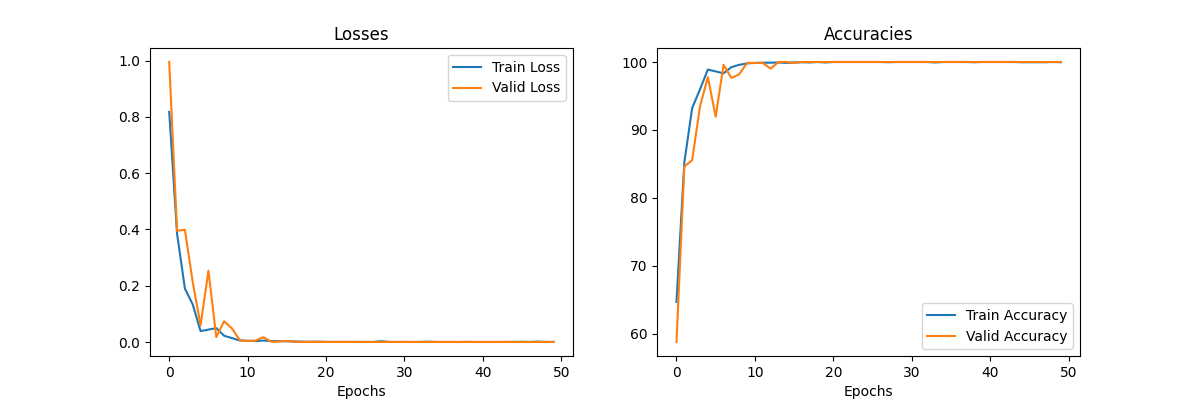 Losses
1.0
0.8
0.6
0.4
0.2
0.0
0 10 20 30 40 50
Epochs
Train Loss
Valid Loss
Accuracies
100
90
80
70
60
0 10 20 30 40 50
Epochs
Train Accuracy
Valid Accuracy